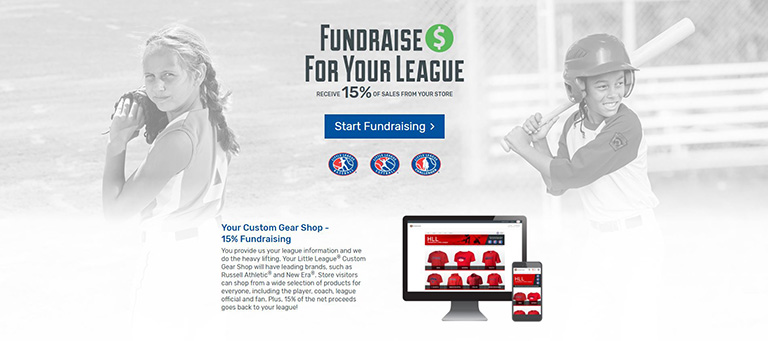 FUNDRAISE $
FOR YOUR LEAGUE
RECEIVE 15% OF SALES FROM YOUR STORE
Start Fundraising >
Your Custom Gear Shop -
15% Fundraising
You provide us your league information and we
do the heavy lifting. Your Little League® Custom
Gear Shop will have leading brands, such as
Russell Athletic® and New Era®. Store visitors
can shop from a wide selection of products for
everyone, including the player, coach, league
official and fan. Plus, 15% of the net proceeds
goes back to your league!
HLL